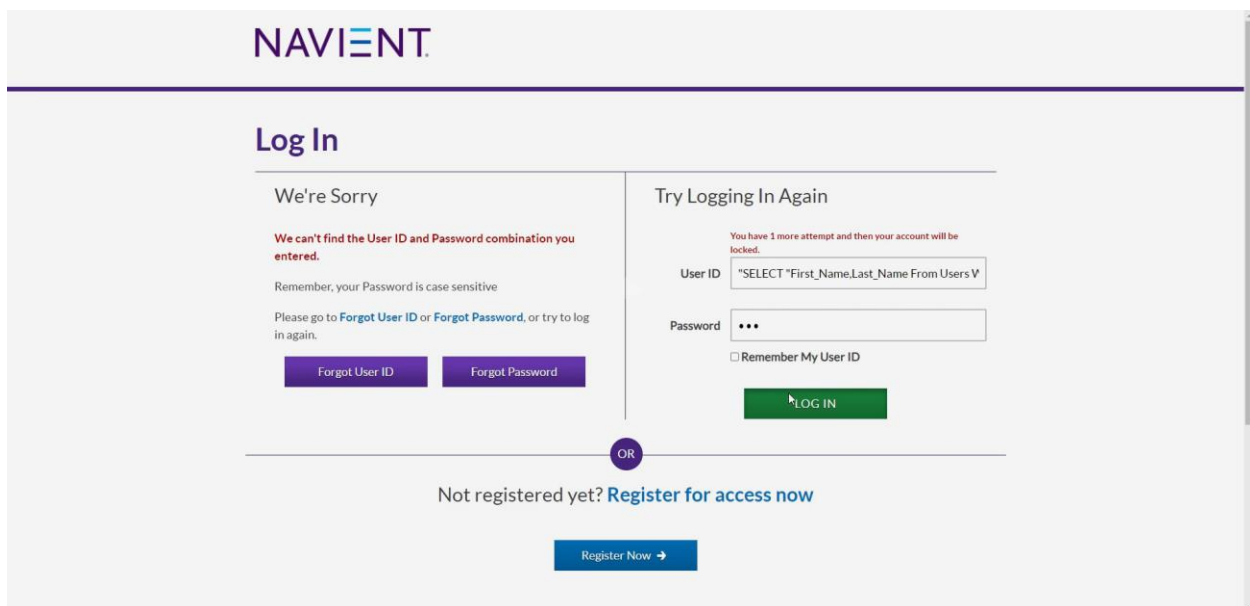 NAVIENT
Log In
We're Sorry
We can't find the User ID and Password combination you
entered.
Remember, your Password is case sensitive
Please go to Forgot User ID or Forgot Password, or try to log
in again.
Forgot User ID
Forgot Password
Try Logging In Again
You have 1 more attempt and then your account will be
locked.
User ID
"SELECT "First_Name,Last_Name From Users W
Password
Remember My User ID
LOG IN
OR
Not registered yet? Register for access now
Register Now →